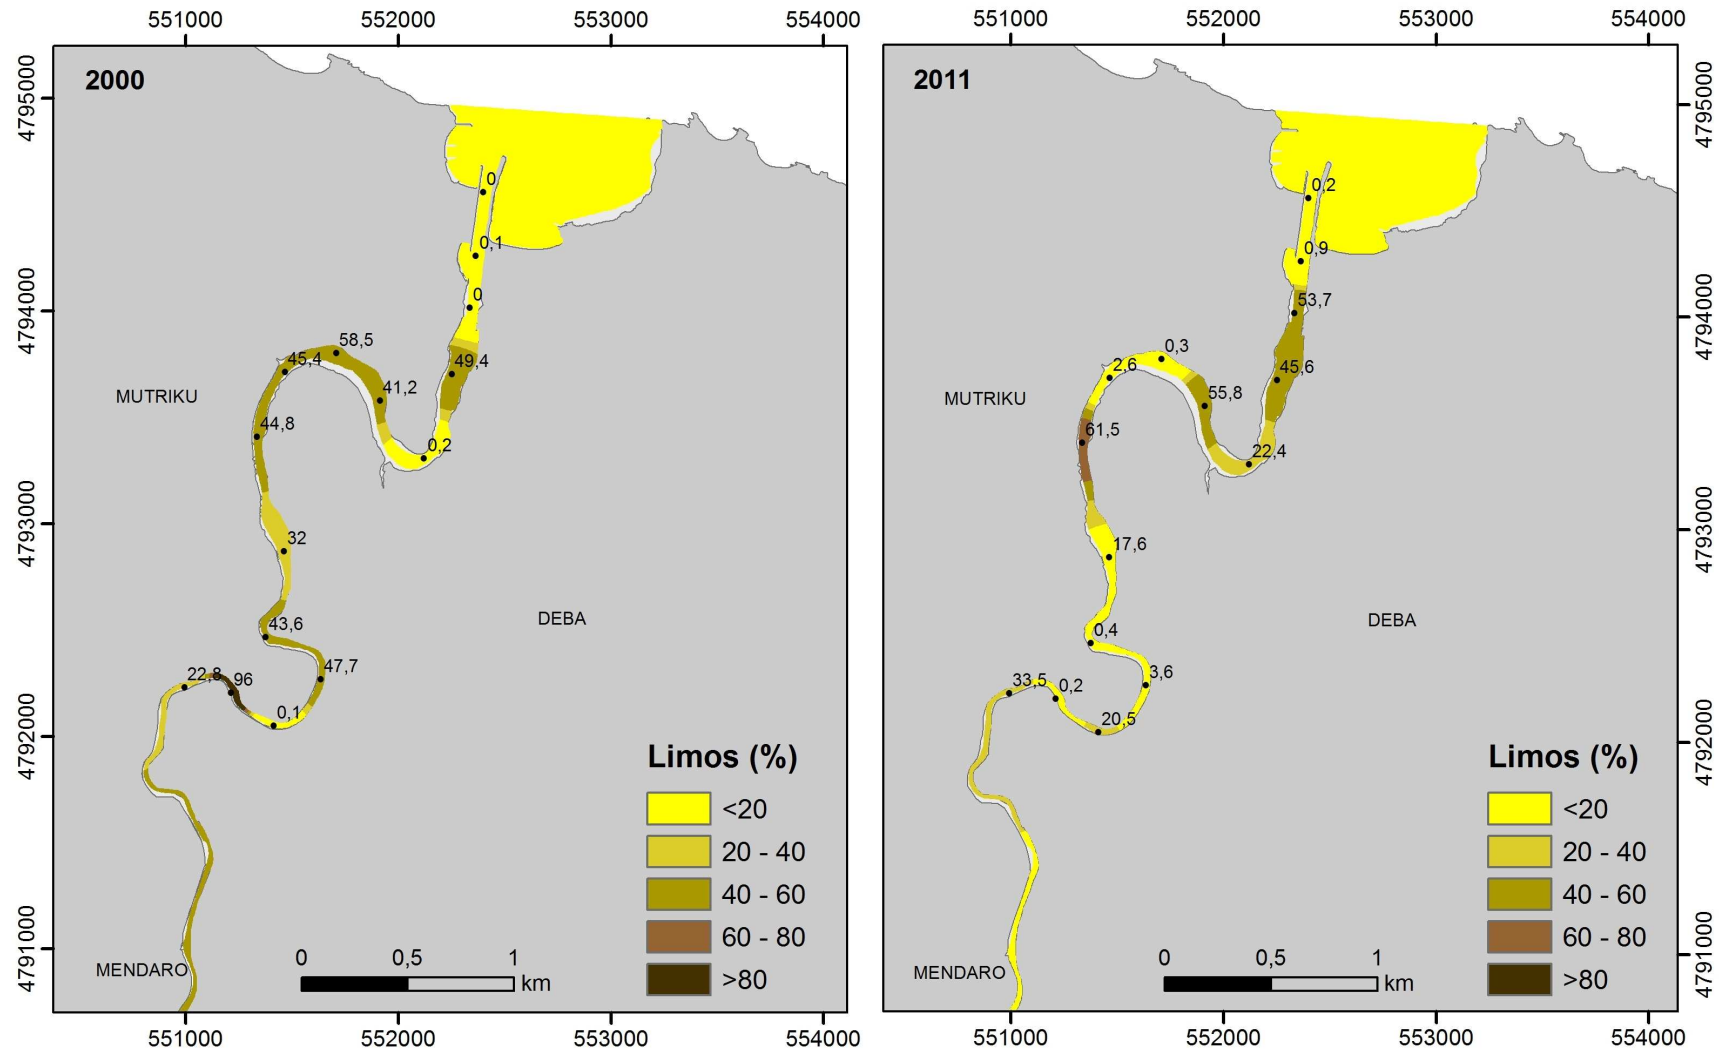 551000 552000 553000 554000
551000 552000 553000 554000
2000
2011
4795000
4794000
4793000
4792000
4791000
4795000
4794000
4793000
4792000
4791000
0
0,1
0
58,5
45,4
49,4
41,2
44,8
0,2
32
43,6
47,7
22,8
96
0,1
MUTRIKU
DEBA
MENDARO
Limos (%)
<20
20 - 40
40 - 60
60 - 80
>80
0 0,5 1
km
0,2
0,9
53,7
0,3
2,6
45,6
55,8
61,5
22,4
17,6
0,4
3,6
33,5
0,2
20,5
MUTRIKU
DEBA
MENDARO
Limos (%)
<20
20 - 40
40 - 60
60 - 80
>80
0 0,5 1
km
551000 552000 553000 554000
551000 552000 553000 554000